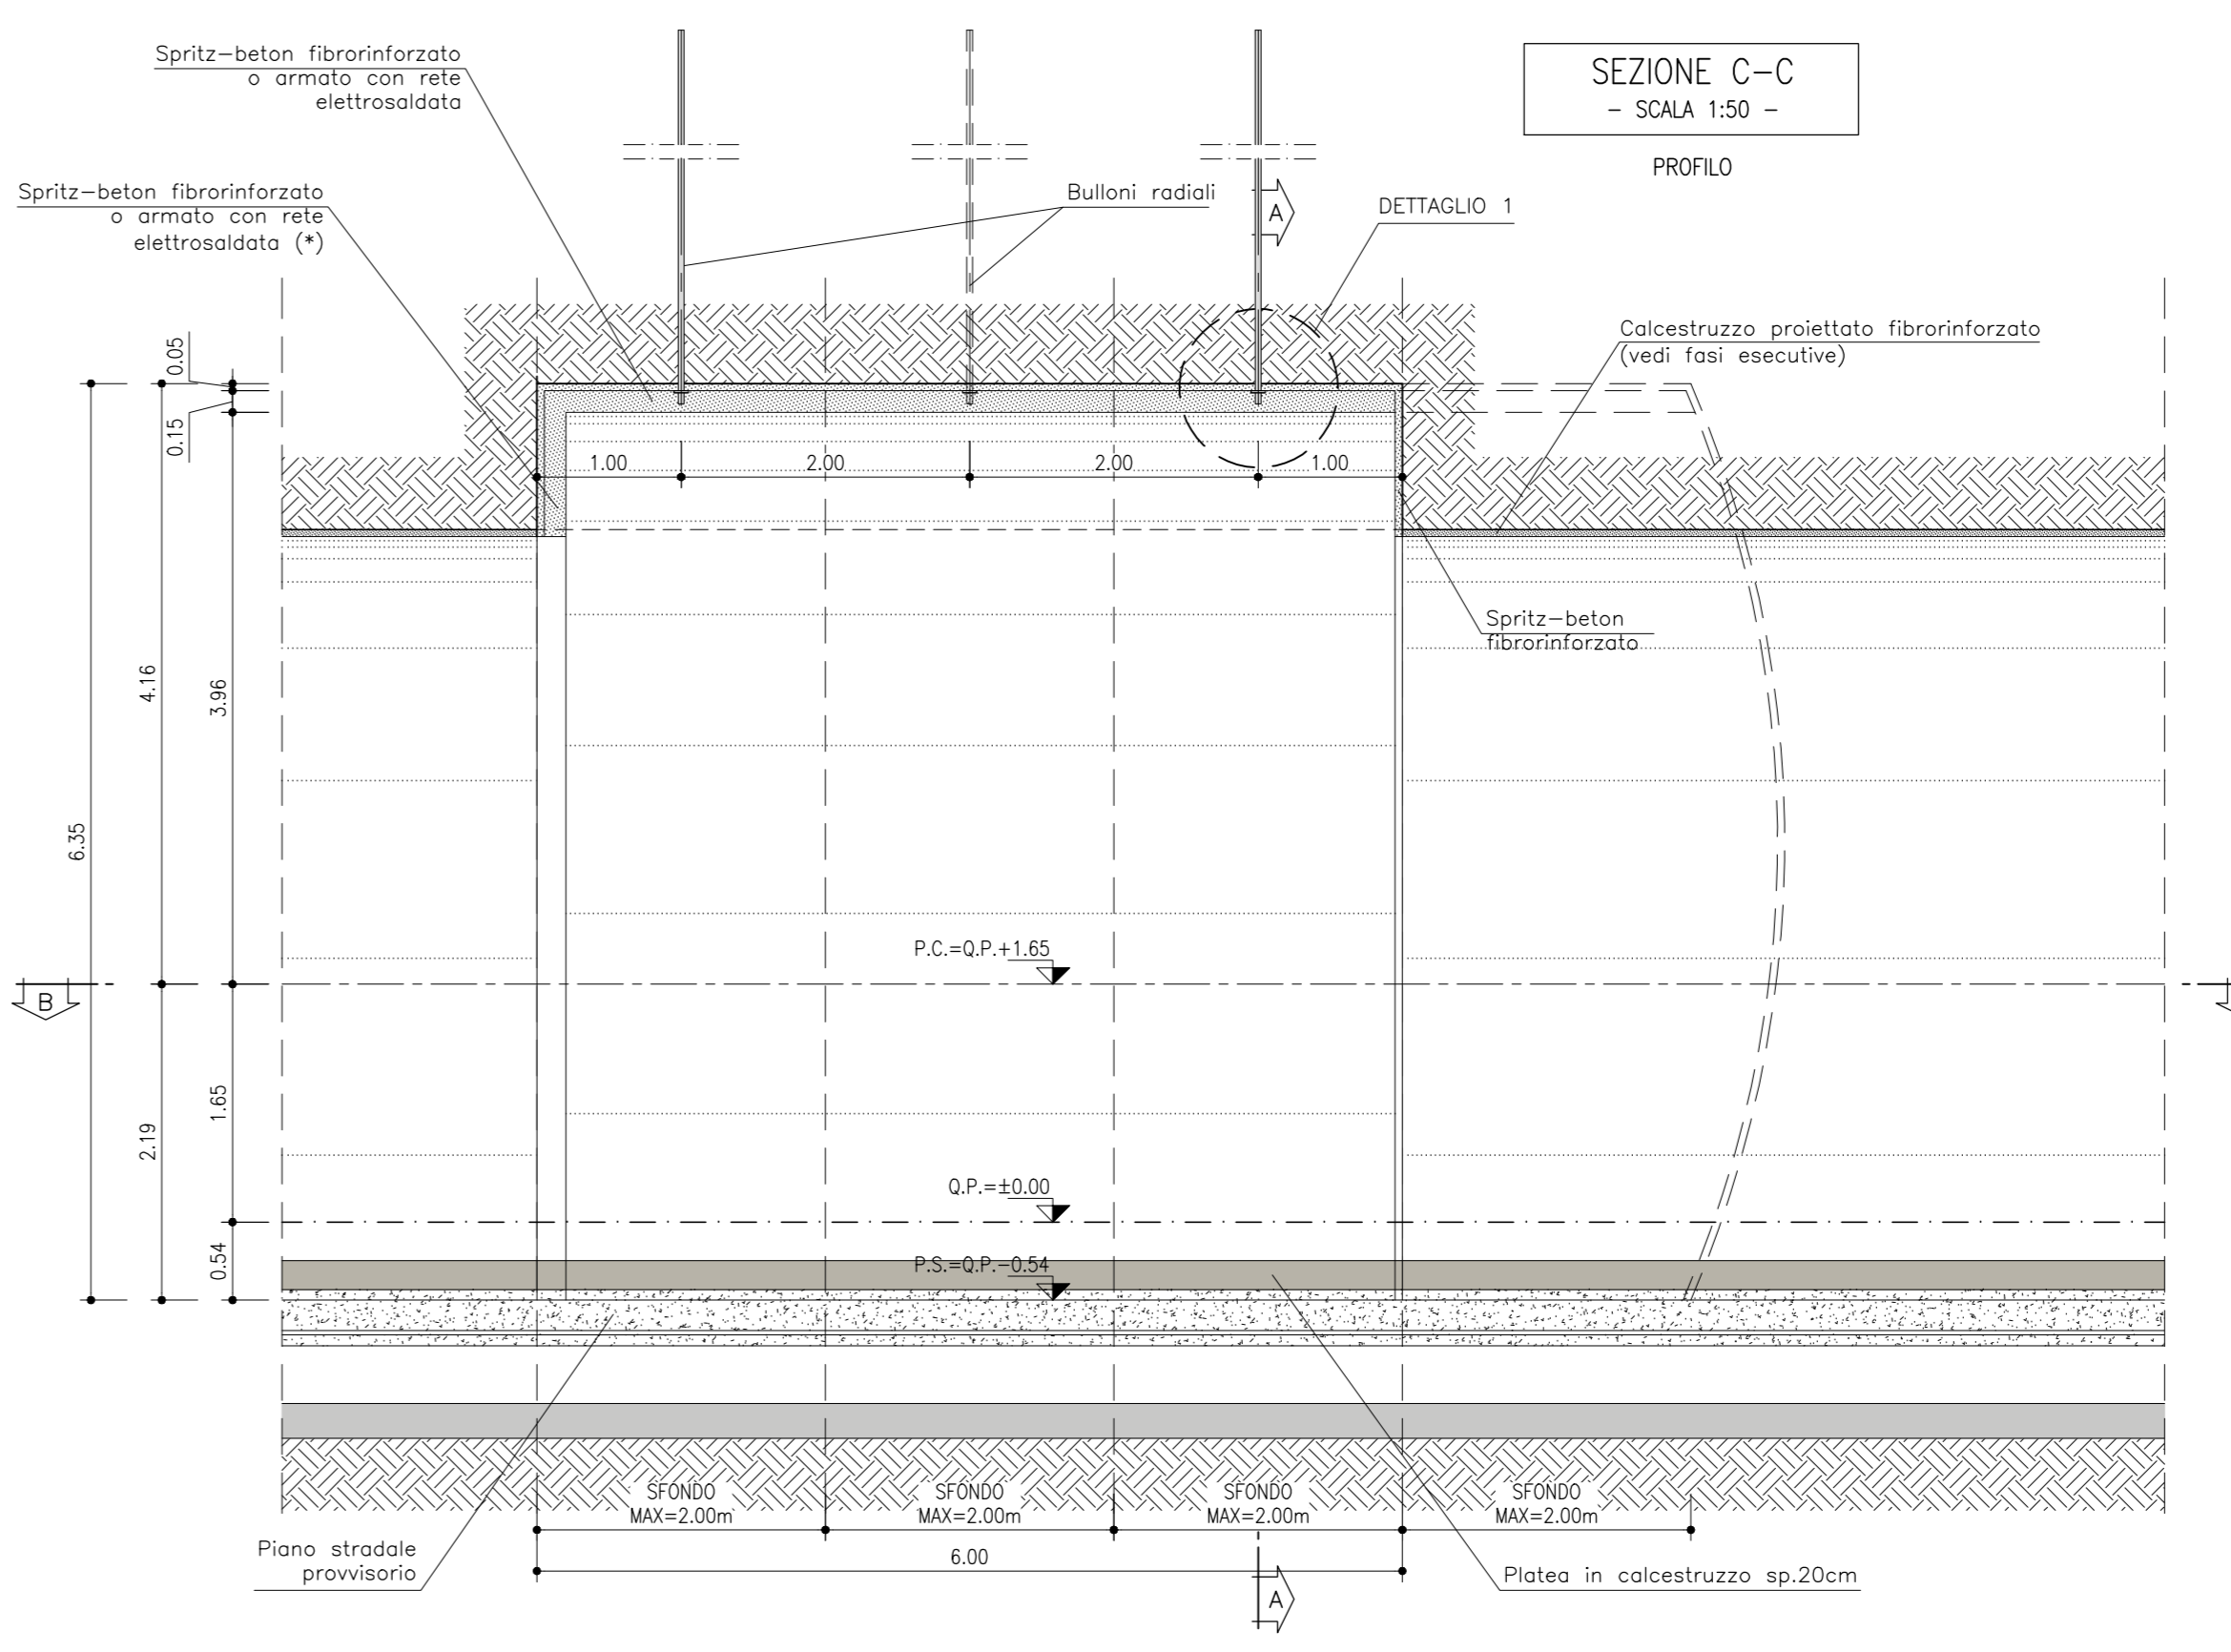 SEZIONE C-C
- SCALA 1:50 -
PROFILO
Spritz-beton fibrorinforzato
o armato con rete
elettrosaldata
Spritz-beton fibrorinforzato
o armato con rete
elettrosaldata (*)
Bulloni radiali
A
DETTAGLIO 1
Calcestruzzo proiettato fibrorinforzato
(vedi fasi esecutive)
0.05
0.15
1.00
2.00
2.00
1.00
Spritz-beton
fibrorinforzato
4.16
3.96
6.35
P.C.=Q.P.+1.65
B
1.65
2.19
Q.P.=±0.00
0.54
P.S.=Q.P.-0.54
SFONDO
MAX=2.00m
SFONDO
MAX=2.00m
SFONDO
MAX=2.00m
SFONDO
MAX=2.00m
6.00
Piano stradale
provvisorio
Platea in calcestruzzo sp.20cm
A